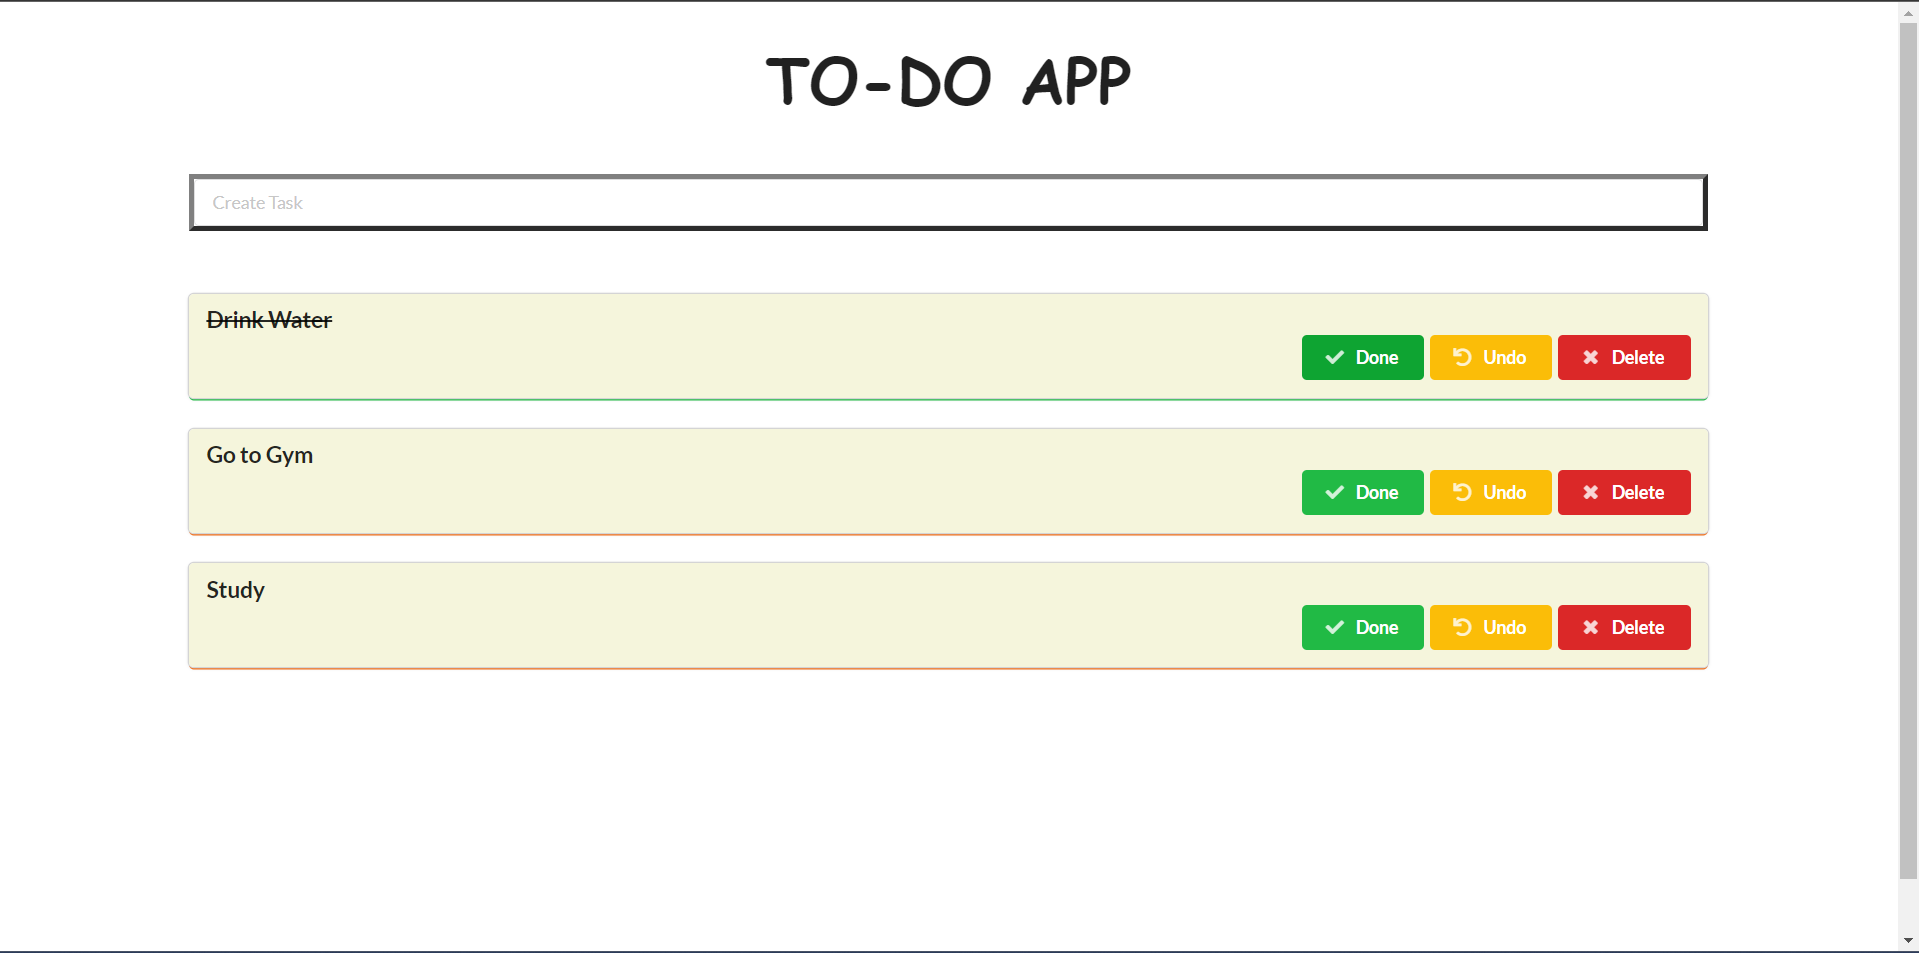 TO-DO APP
Create Task
Drink Water
Done Undo Delete
Go to Gym
Done Undo Delete
Study
Done Undo Delete